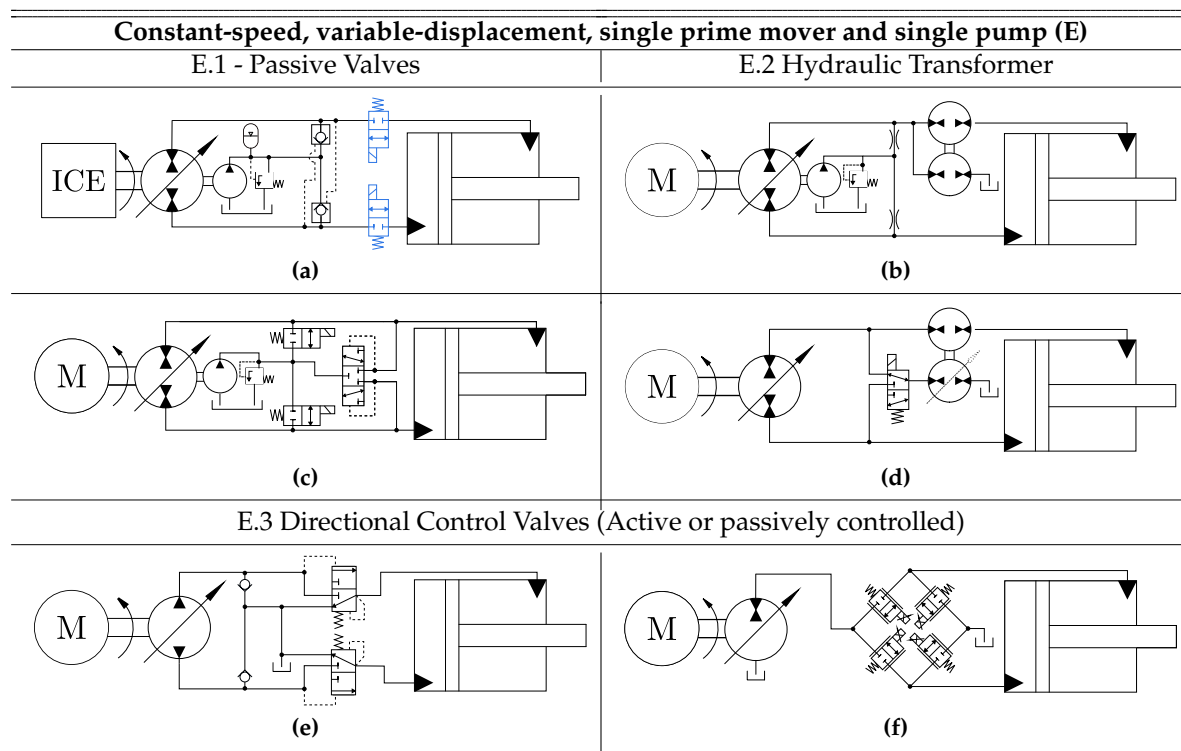 Constant-speed, variable-displacement, single prime mover and single pump (E)
E.1 - Passive Valves
E.2 Hydraulic Transformer
ICE
(a)
M
(b)
M
(c)
M
(d)
E.3 Directional Control Valves (Active or passively controlled)
M
(e)
M
(f)